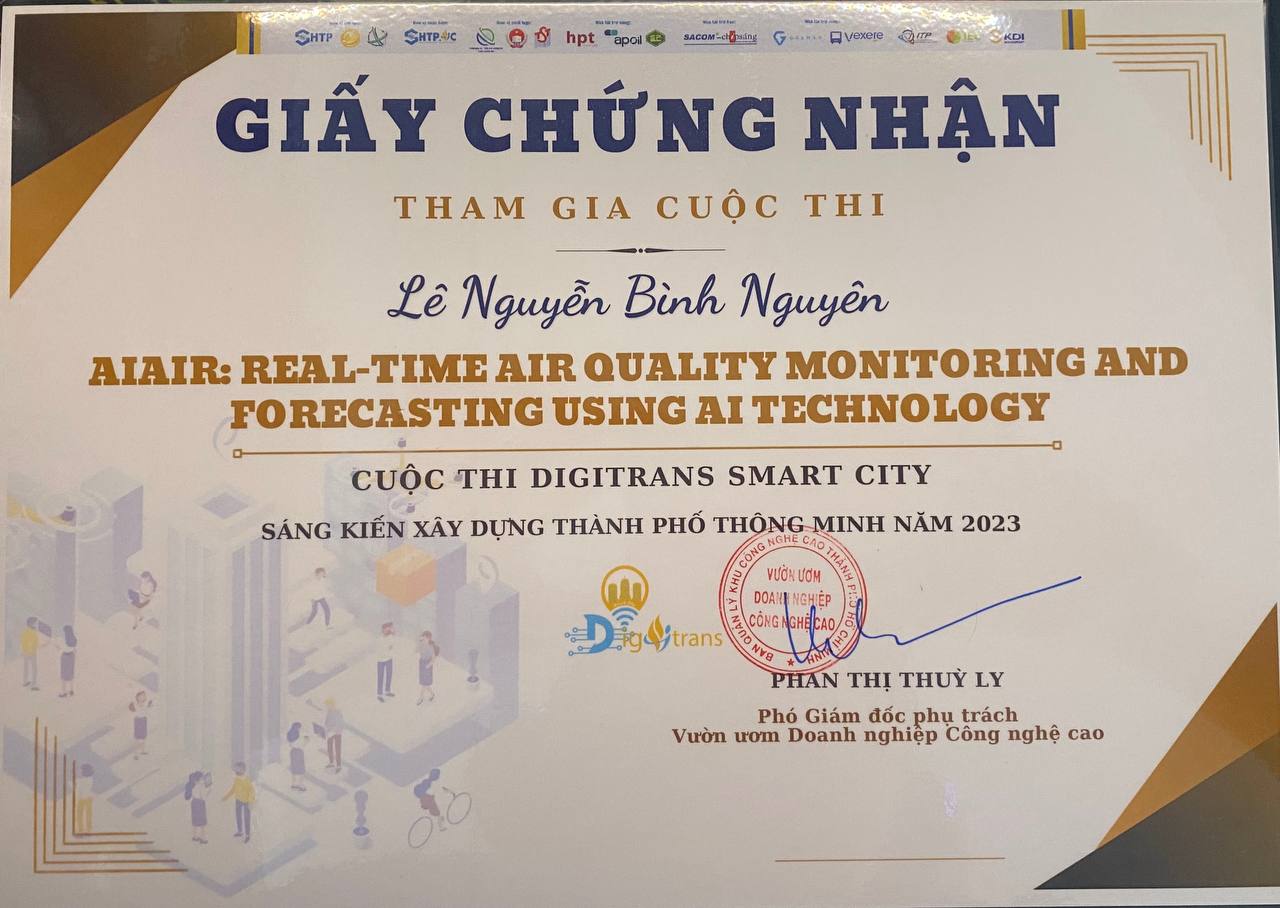 SHTP SHTP-IC hpt apoil SACOM-chipsáng Vexere ITP KDI
GIẤY CHỨNG NHẬN
THAM GIA CUỘC THI
Lê Nguyễn Bình Nguyên
AIAIR: REAL-TIME AIR QUALITY MONITORING AND
FORECASTING USING AI TECHNOLOGY
CUỘC THI DIGITRANS SMART CITY
SÁNG KIẾN XÂY DỰNG THÀNH PHỐ THÔNG MINH NĂM 2023
Digitrans
BAN QUẢN LÝ KHU CÔNG NGHỆ CAO THÀNH PHỐ HỒ CHÍ MINH
VƯỜN ƯƠM
DOANH NGHIỆP
CÔNG NGHỆ CAO
PHAN THỊ THUỲ LY
Phó Giám đốc phụ trách
Vườn ươm Doanh nghiệp Công nghệ cao